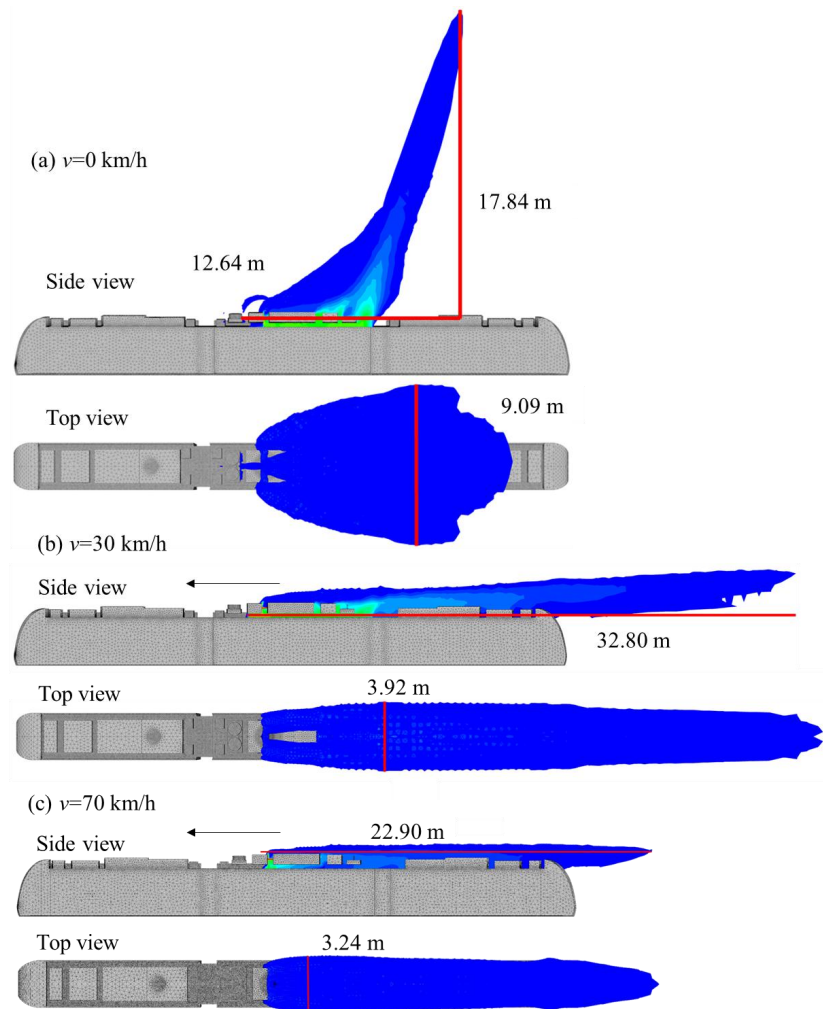 (a) v=0 km/h
17.84 m
12.64 m
Side view
Top view
9.09 m
(b) v=30 km/h
Side view
32.80 m
Top view
3.92 m
(c) v=70 km/h
Side view
22.90 m
Top view
3.24 m